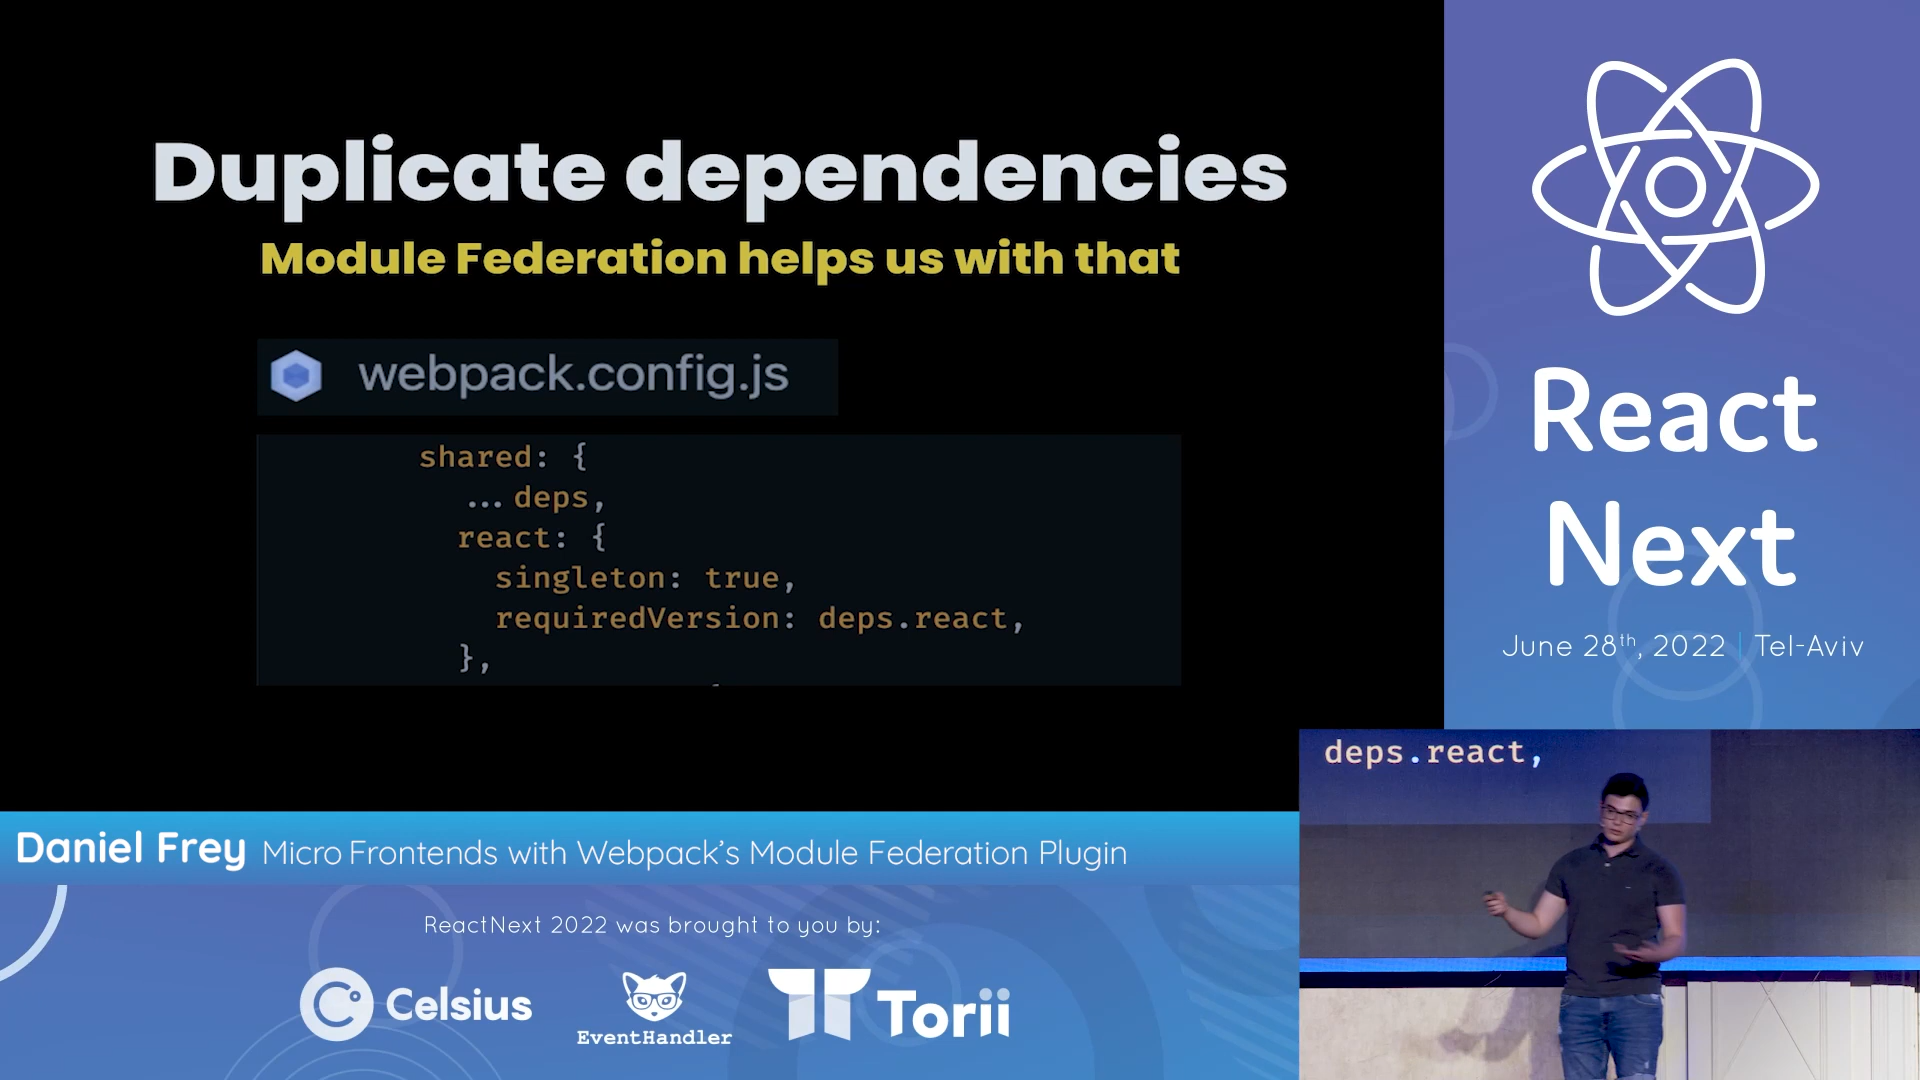 Duplicate dependencies
Module Federation helps us with that
webpack.config.js
shared: {
...deps,
react: {
singleton: true,
requiredVersion: deps.react,
},
React
Next
June 28th, 2022 | Tel-Aviv
deps.react,
Daniel Frey Micro Frontends with Webpack’s Module Federation Plugin
ReactNext 2022 was brought to you by:
Celsius
EventHandler
Torii